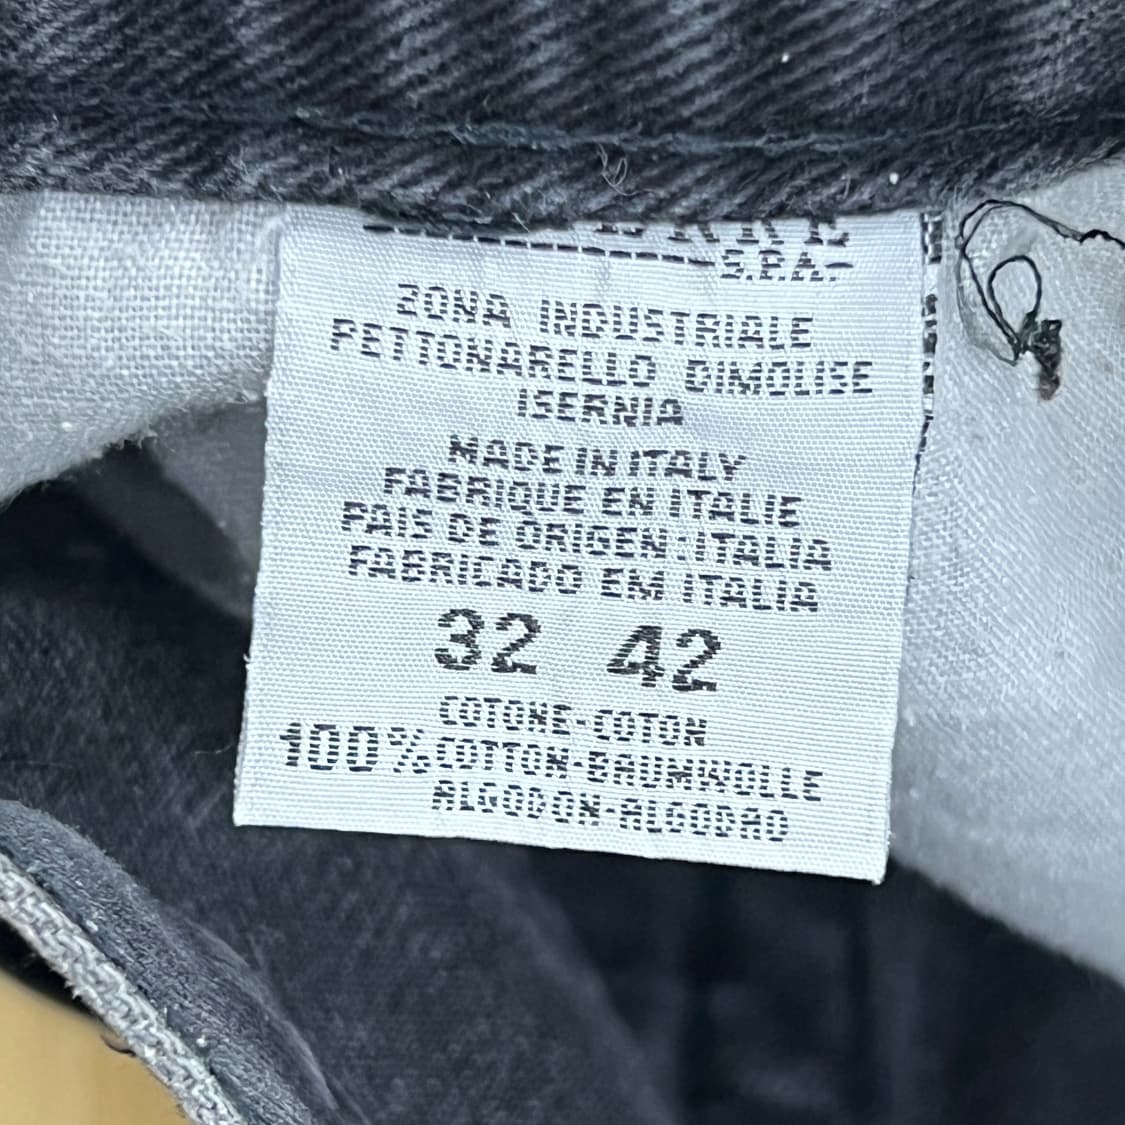 S.P.A.
ZONA INDUSTRIALE
PETTONARELLO DIMOLISE
ISERNIA
MADE IN ITALY
FABRIQUE EN ITALIE
PAIS DE ORIGEN:ITALIA
FABRICADO EM ITALIA
32 42
COTONE-COTON
100% COTTON-BAUMWOLLE
ALGODON-ALGODAO